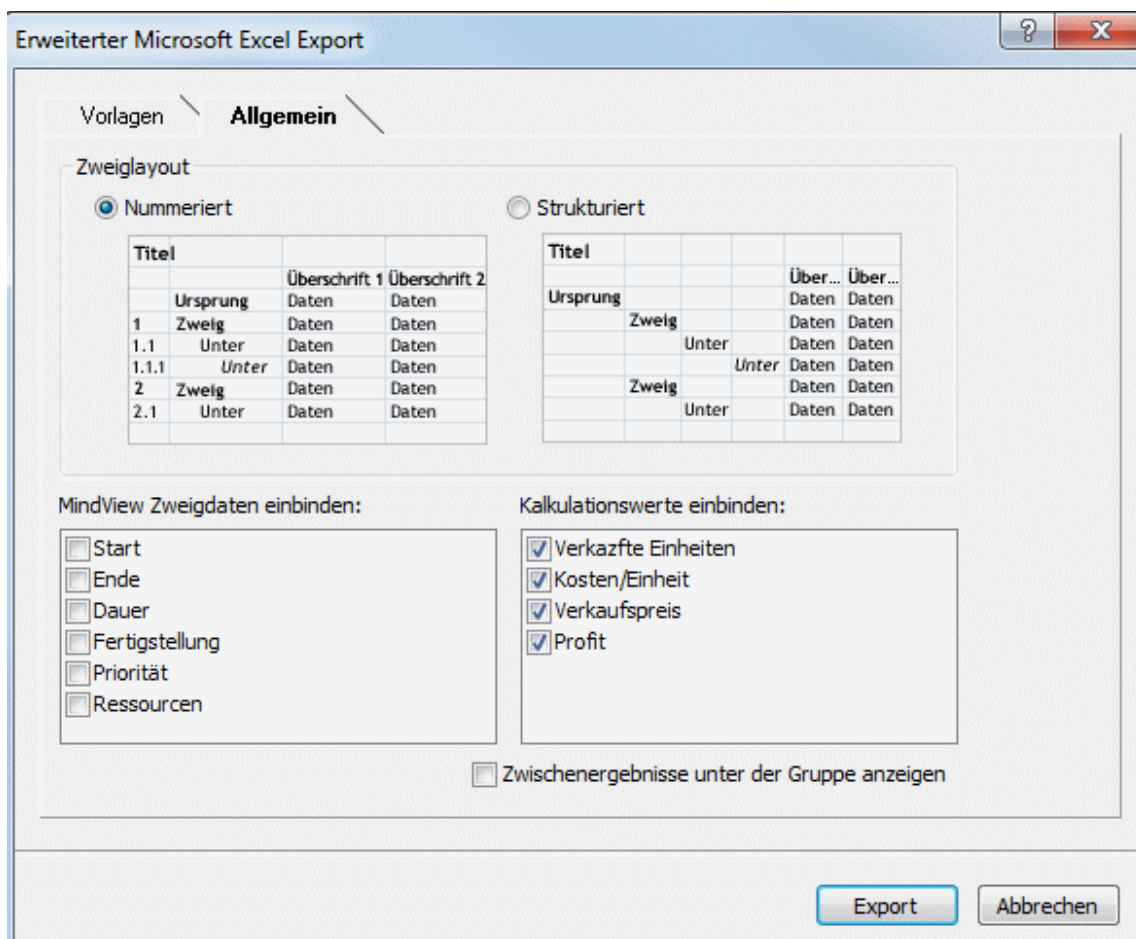 Erweiterter Microsoft Excel Export
?
X
Vorlagen Allgemein
Zweiglayout
Nummeriert
Titel
Überschrift 1 Überschrift 2
Ursprung Daten Daten
1 Zweig Daten Daten
1.1 Unter Daten Daten
1.1.1 Unter Daten Daten
2 Zweig Daten Daten
2.1 Unter Daten Daten
Strukturiert
Titel
Über... Über...
Ursprung Daten Daten
Zweig Daten Daten
Unter Daten Daten
Unter Daten Daten
Zweig Daten Daten
Unter Daten Daten
MindView Zweigdaten einbinden:
Start
Ende
Dauer
Fertigstellung
Priorität
Ressourcen
Kalkulationswerte einbinden:
Verkazfte Einheiten
Kosten/Einheit
Verkaufspreis
Profit
Zwischenergebnisse unter der Gruppe anzeigen
Export Abbrechen